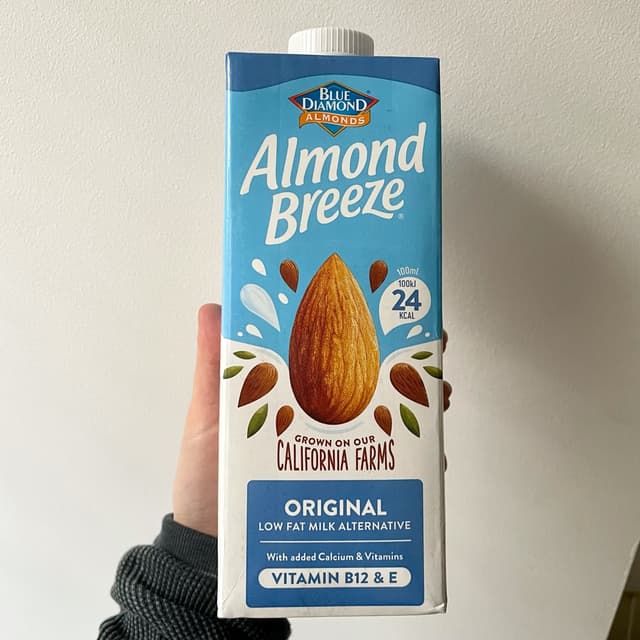 BLUE
DIAMOND
ALMONDS
Almond
Breeze®
100ml
100kJ
24
KCAL
GROWN ON OUR
CALIFORNIA FARMS
ORIGINAL
LOW FAT MILK ALTERNATIVE
With added Calcium & Vitamins
VITAMIN B12 & E